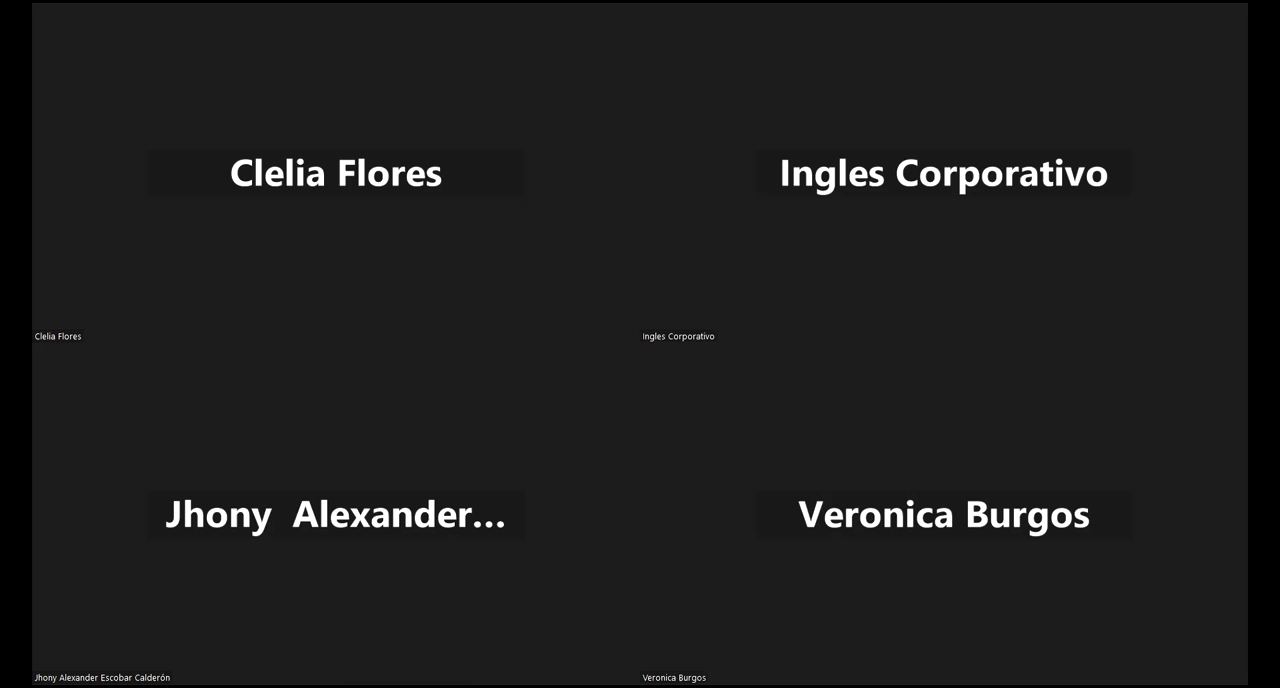 Clelia Flores
Ingles Corporativo
Clelia Flores
Ingles Corporativo
Jhony  Alexander...
Veronica Burgos
Jhony Alexander Escobar Calderón
Veronica Burgos